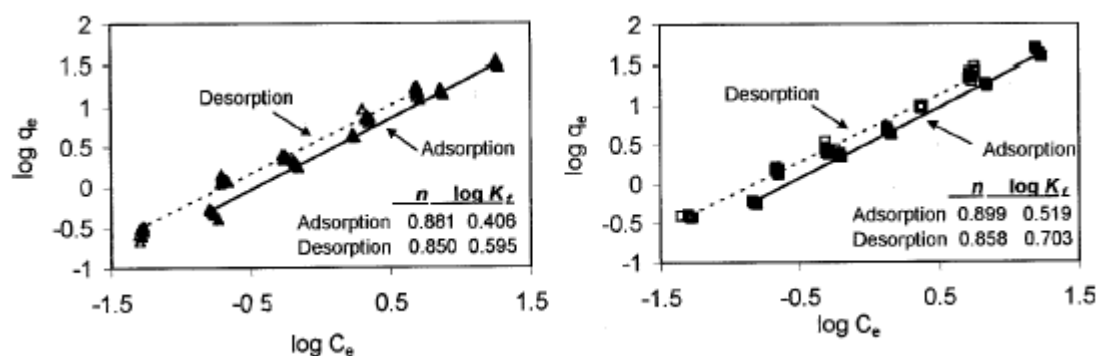 2
1.5
1
0.5
0
-0.5
-1
log qₑ
Desorption
Adsorption
n log K_f
Adsorption 0.881 0.406
Desorption 0.850 0.595
-1.5 -0.5 0.5 1.5
log Cₑ
2
1.5
1
0.5
0
-0.5
-1
log qₑ
Desorption
Adsorption
n log K_f
Adsorption 0.899 0.519
Desorption 0.858 0.703
-1.5 -0.5 0.5 1.5
log Cₑ